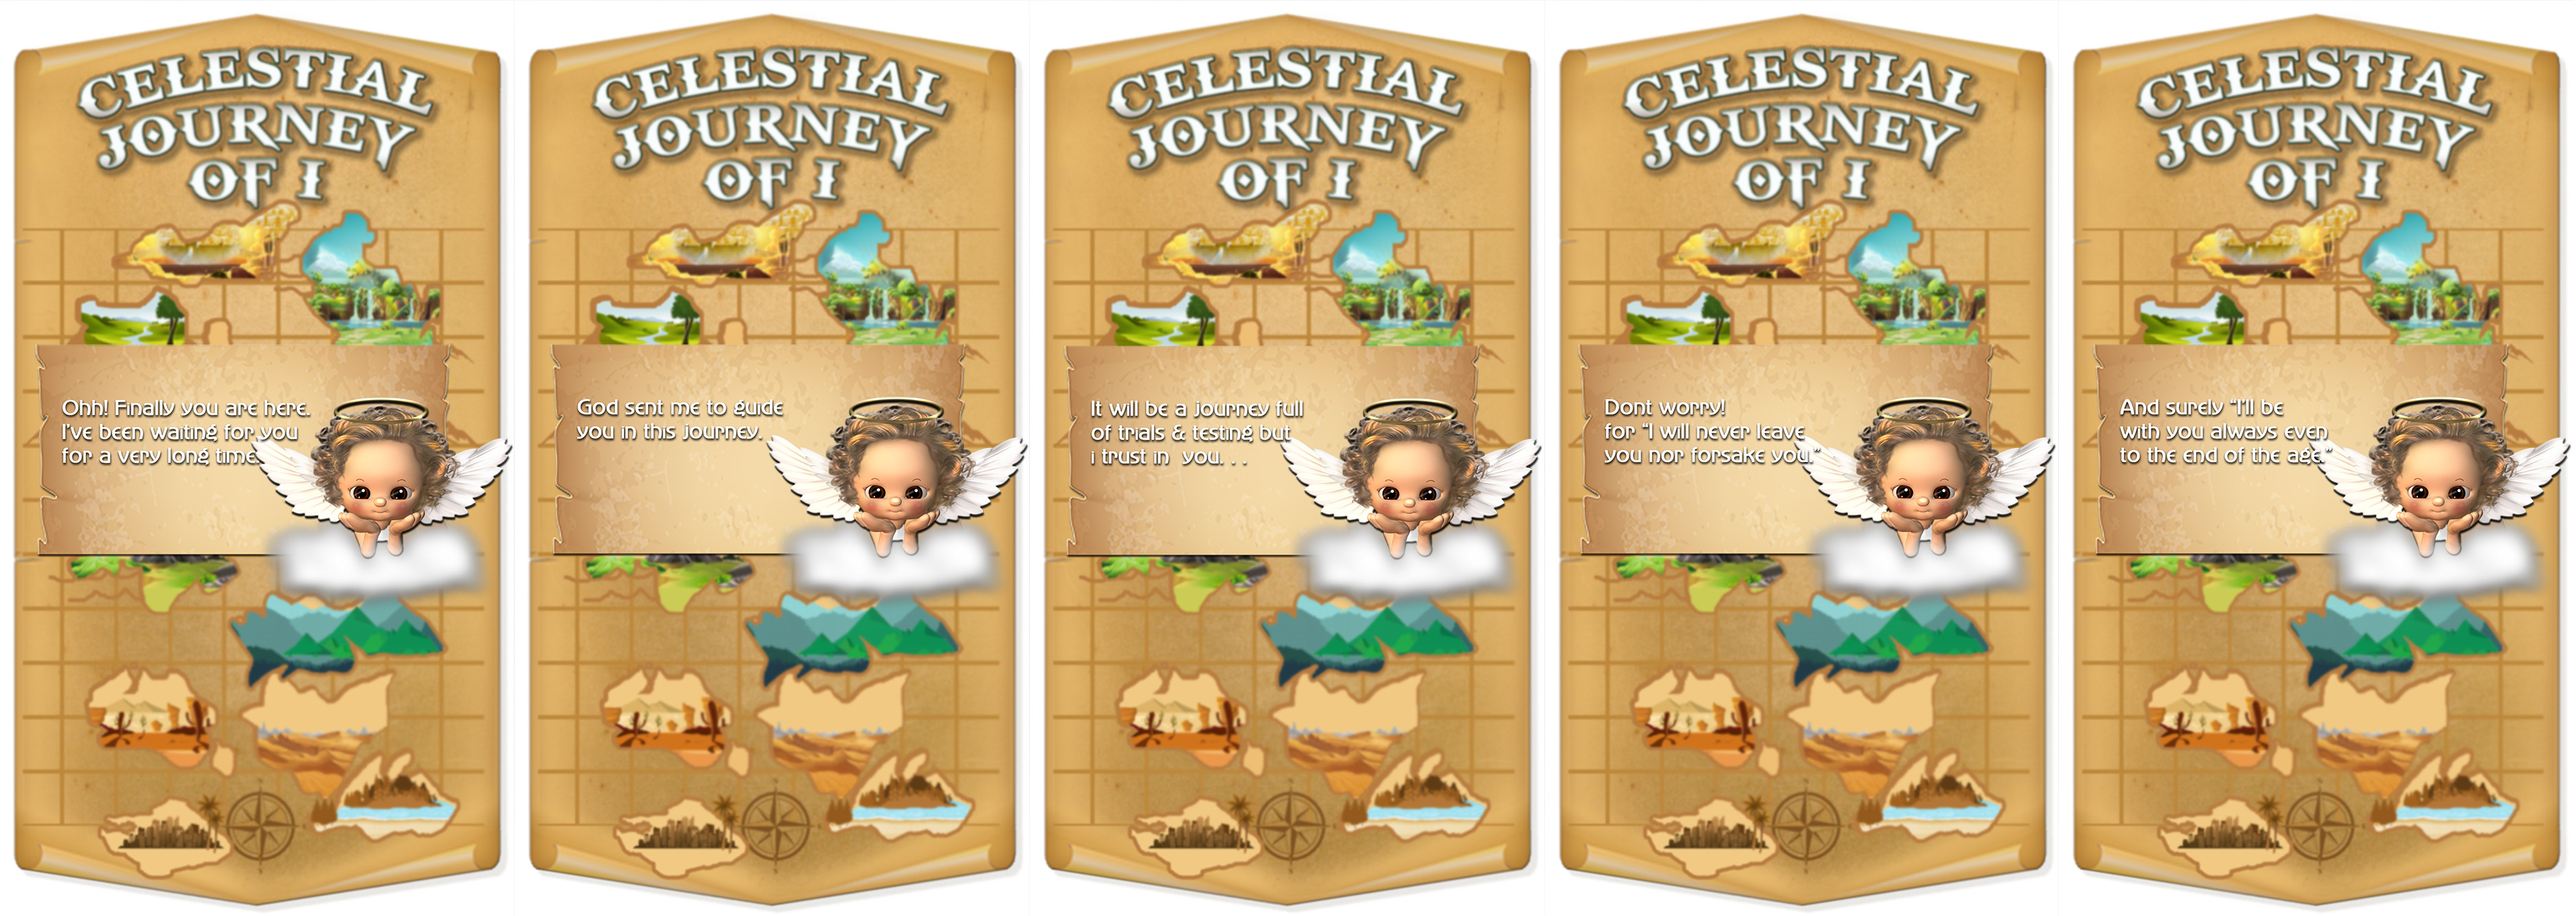 CELESTIAL
JOURNEY
OF I
Ohh! Finally you are here.
I've been waiting for you
for a very long time.
CELESTIAL
JOURNEY
OF I
God sent me to guide
you in this journey.
CELESTIAL
JOURNEY
OF I
It will be a journey full
of trials & testing but
i trust in you. . .
CELESTIAL
JOURNEY
OF I
Dont worry!
for “I will never leave
you nor forsake you.”
CELESTIAL
JOURNEY
OF I
And surely “I'll be
with you always even
to the end of the age.”